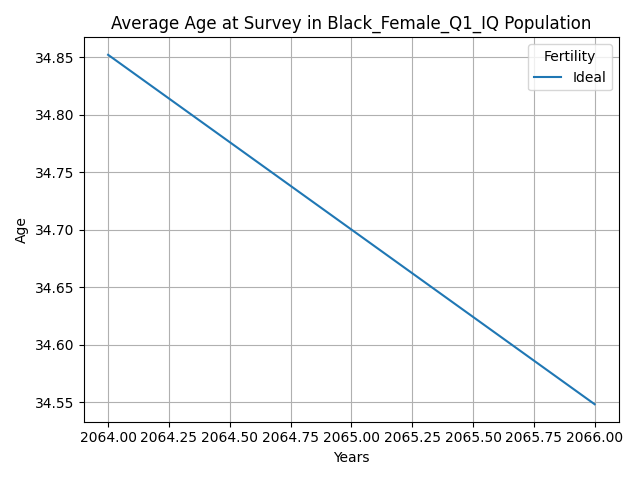 Average Age at Survey in Black_Female_Q1_IQ Population
Fertility
Ideal
34.85
34.80
34.75
34.70
34.65
34.60
34.55
Age
2064.00 2064.25 2064.50 2064.75 2065.00 2065.25 2065.50 2065.75 2066.00
Years